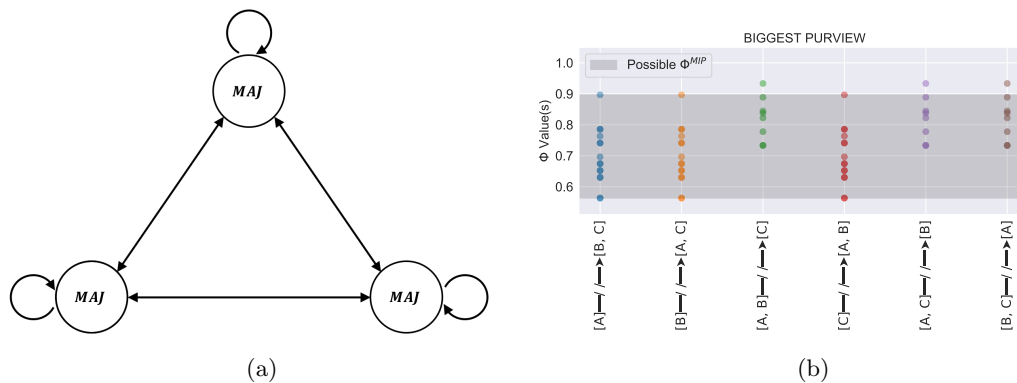 MAJ
MAJ
MAJ
(a)
BIGGEST PURVIEW
Possible Φ^MIP
Φ Value(s)
1.0
0.9
0.8
0.7
0.6
[A]━/ /━➤[B, C]
[B]━/ /━➤[A, C]
[A, B]━/ /━➤[C]
[C]━/ /━➤[A, B]
[A, C]━/ /━➤[B]
[B, C]━/ /━➤[A]
(b)